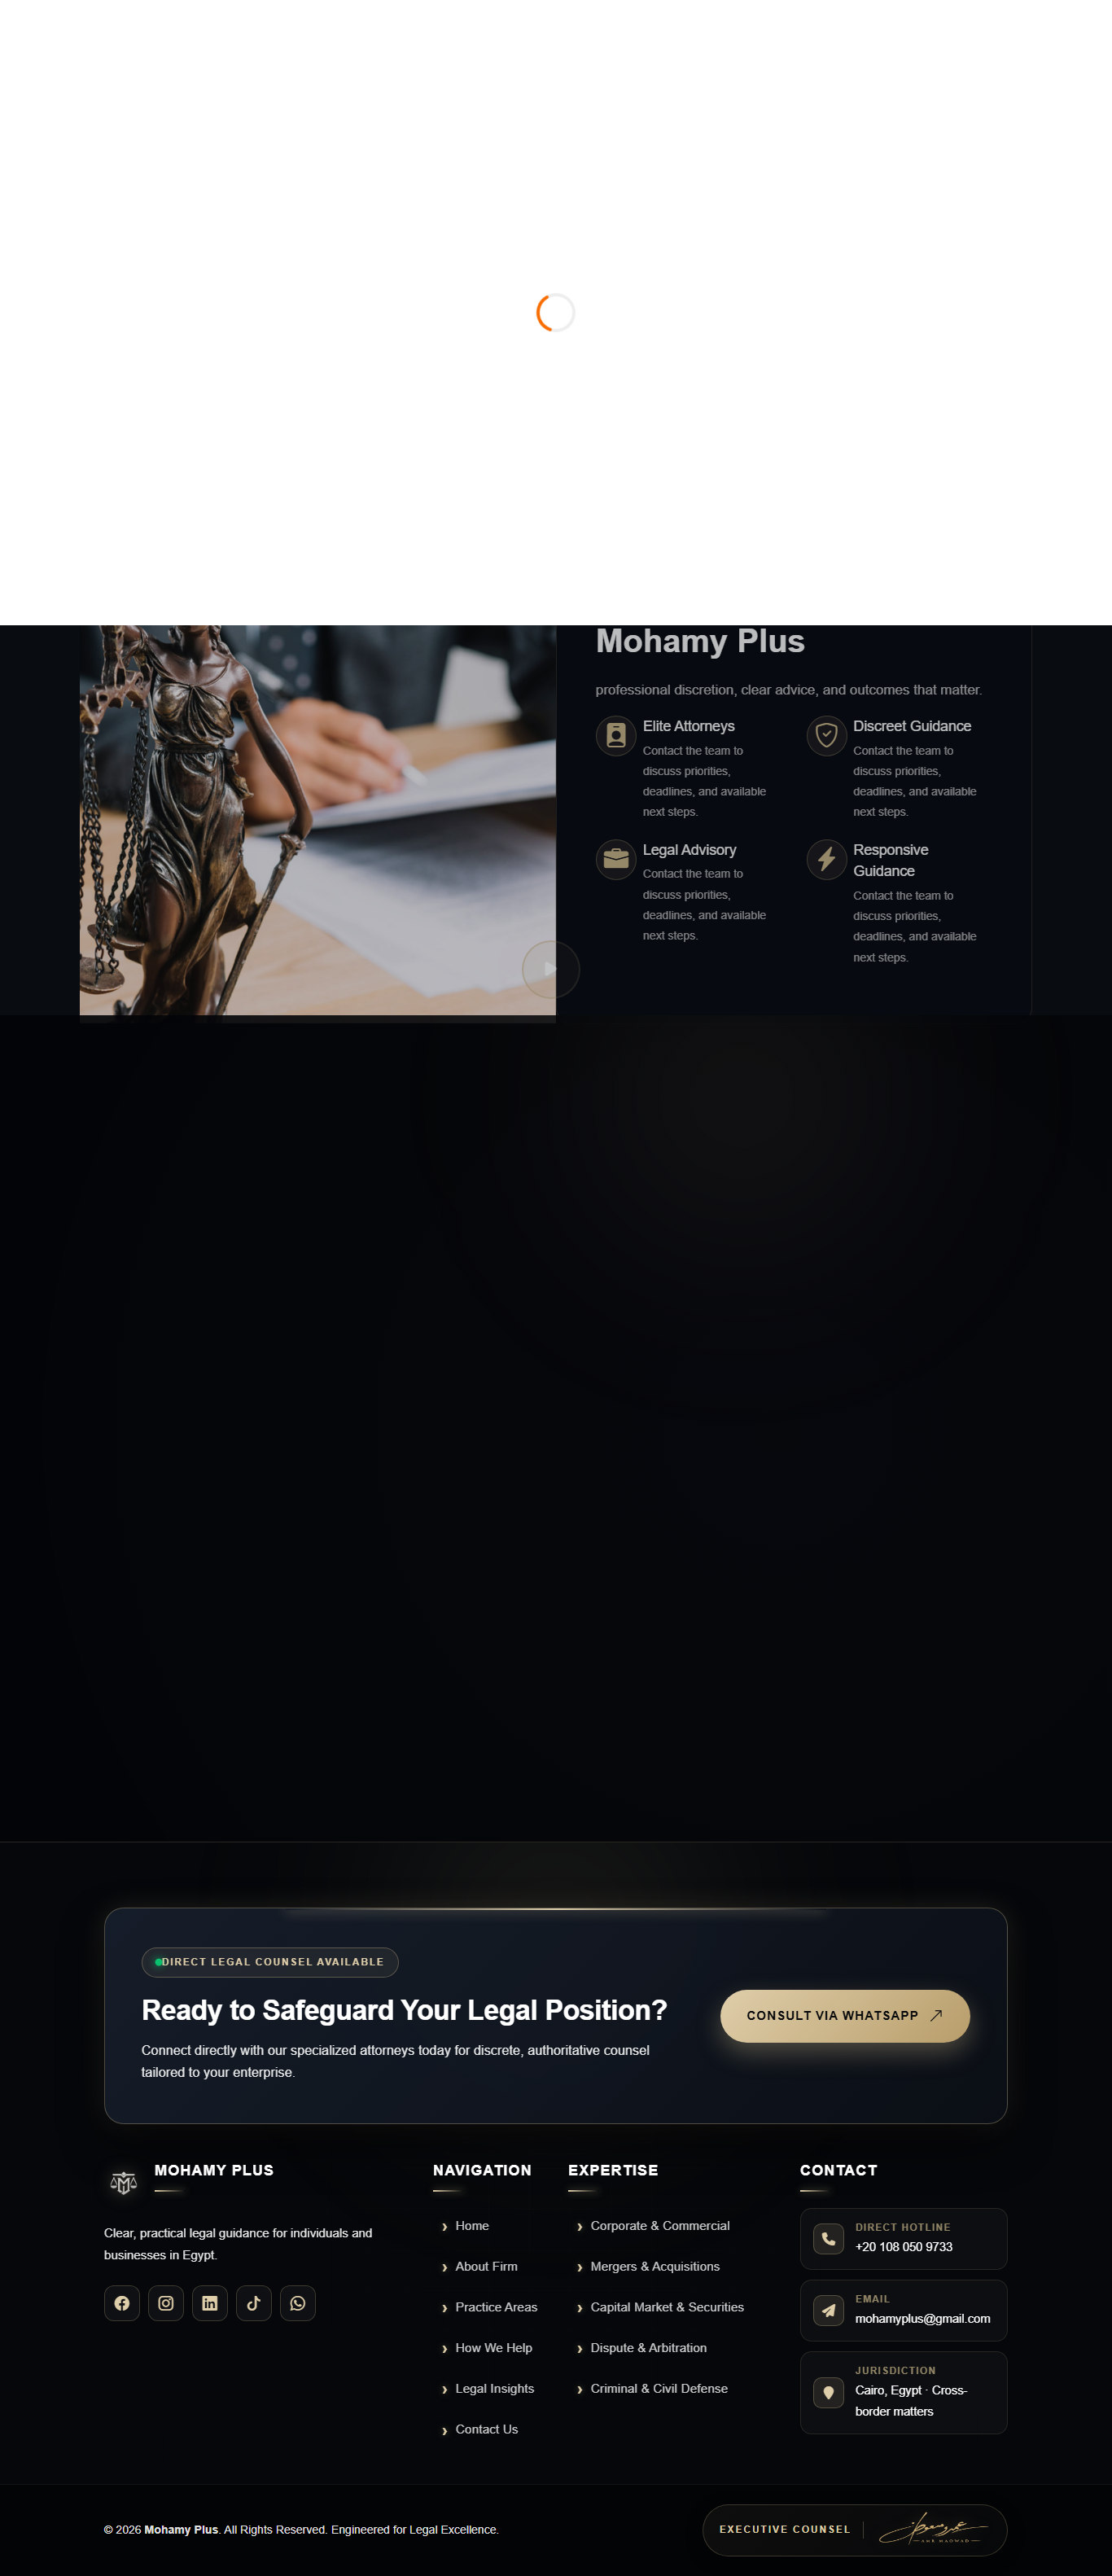 Mohamy Plus
professional discretion, clear advice, and outcomes that matter.
Elite Attorneys
Contact the team to
discuss priorities,
deadlines, and available
next steps.
Discreet Guidance
Contact the team to
discuss priorities,
deadlines, and available
next steps.
Legal Advisory
Contact the team to
discuss priorities,
deadlines, and available
next steps.
Responsive
Guidance
Contact the team to
discuss priorities,
deadlines, and available
next steps.
DIRECT LEGAL COUNSEL AVAILABLE
Ready to Safeguard Your Legal Position?
Connect directly with our specialized attorneys today for discrete, authoritative counsel
tailored to your enterprise.
CONSULT VIA WHATSAPP
MOHAMY PLUS
Clear, practical legal guidance for individuals and
businesses in Egypt.
NAVIGATION
Home
About Firm
Practice Areas
How We Help
Legal Insights
Contact Us
EXPERTISE
Corporate & Commercial
Mergers & Acquisitions
Capital Market & Securities
Dispute & Arbitration
Criminal & Civil Defense
CONTACT
DIRECT HOTLINE
+20 108 050 9733
EMAIL
mohamyplus@gmail.com
JURISDICTION
Cairo, Egypt · Cross-
border matters
© 2026 Mohamy Plus. All Rights Reserved. Engineered for Legal Excellence.
EXECUTIVE COUNSEL